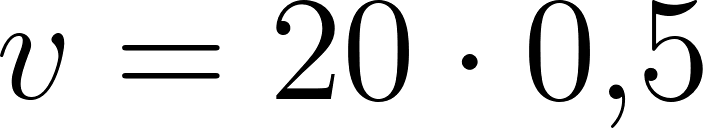 v = 20 · 0,5